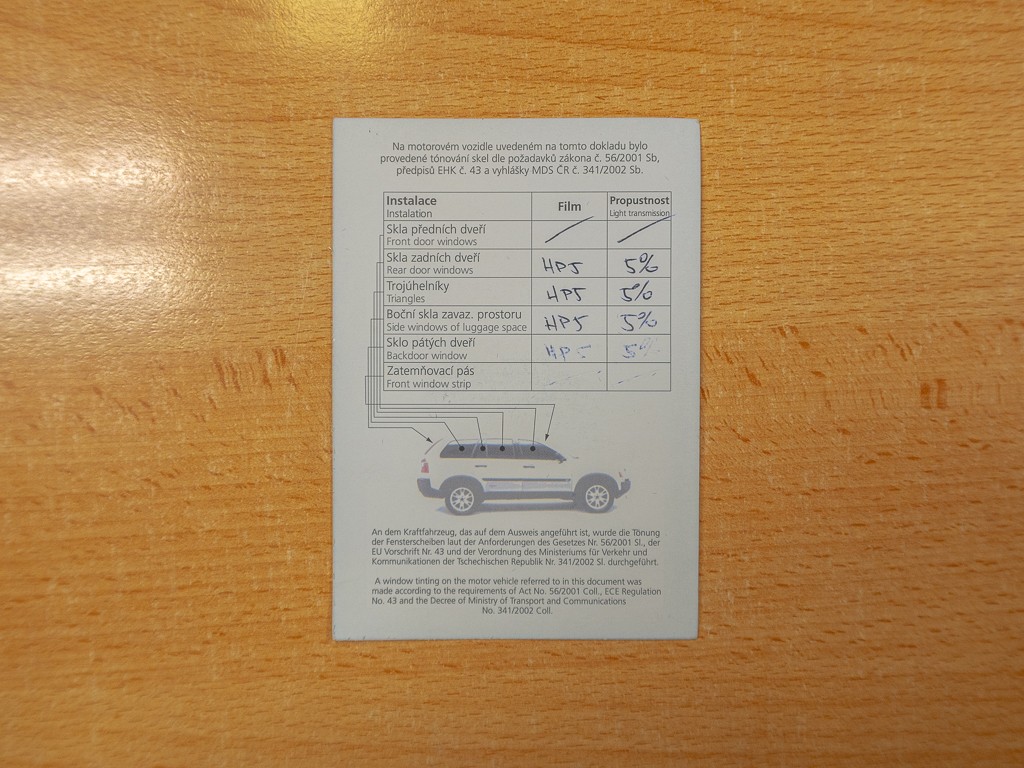 Na motorovém vozidle uvedeném na tomto dokladu bylo
provedené tónování skel dle požadavků zákona č. 56/2001 Sb,
předpisů EHK č. 43 a vyhlášky MDS ČR č. 341/2002 Sb.
Instalace Film Propustnost
Instalation Light transmission
Skla předních dveří
Front door windows
Skla zadních dveří HP5 5%
Rear door windows
Trojúhelníky HP5 5%
Triangles
Boční skla zavaz. prostoru HP5 5%
Side windows of luggage space
Sklo pátých dveří HP5 5%
Backdoor window
Zatemňovací pás
Front window strip
An dem Kraftfahrzeug, das auf dem Ausweis angeführt ist, wurde die Tönung
der Fensterscheiben laut der Anforderungen des Gesetzes Nr. 56/2001 Sl., der
EU Vorschrift Nr. 43 und der Verordnung des Ministeriums für Verkehr und
Kommunikationen der Tschechischen Republik Nr. 341/2002 Sl. durchgeführt.
A window tinting on the motor vehicle referred to in this document was
made according to the requirements of Act No. 56/2001 Coll., ECE Regulation
No. 43 and the Decree of Ministry of Transport and Communications
No. 341/2002 Coll.